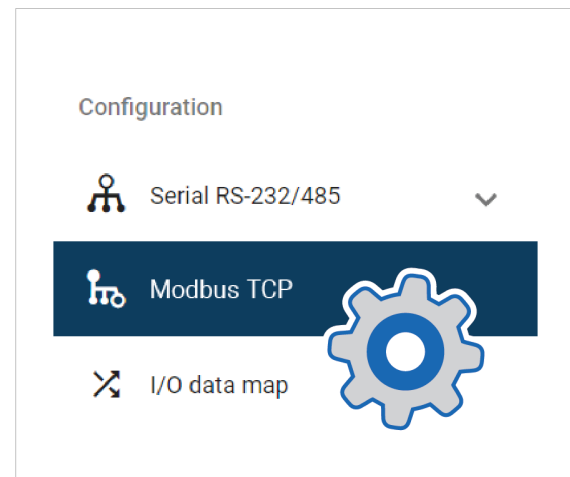 Configuration
Serial RS-232/485
Modbus TCP
I/O data map